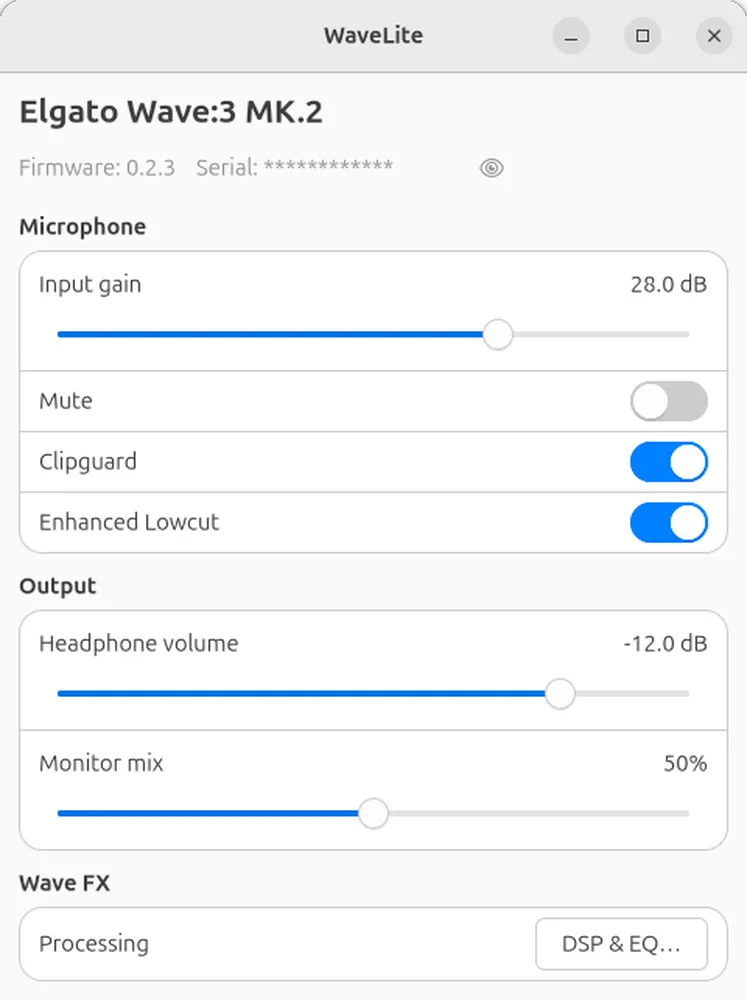 WaveLite
Elgato Wave:3 MK.2
Firmware: 0.2.3 Serial: ************
Microphone
Input gain 28.0 dB
Mute
Clipguard
Enhanced Lowcut
Output
Headphone volume -12.0 dB
Monitor mix 50%
Wave FX
Processing DSP & EQ...